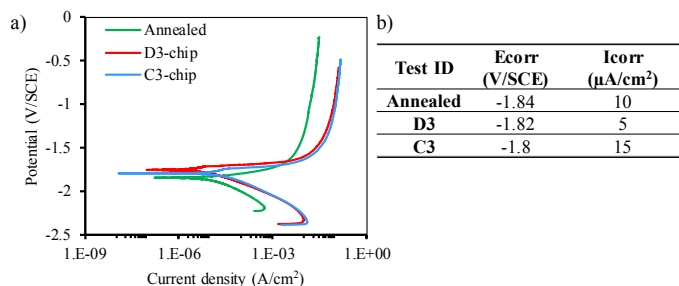 a)
Potential (V/SCE)
0
-0.5
-1
-1.5
-2
-2.5
Annealed
D3-chip
C3-chip
1.E-09 1.E-06 1.E-03 1.E+00
Current density (A/cm²)
b)
Test ID Ecorr (V/SCE) Icorr (µA/cm²)
Annealed -1.84 10
D3 -1.82 5
C3 -1.8 15